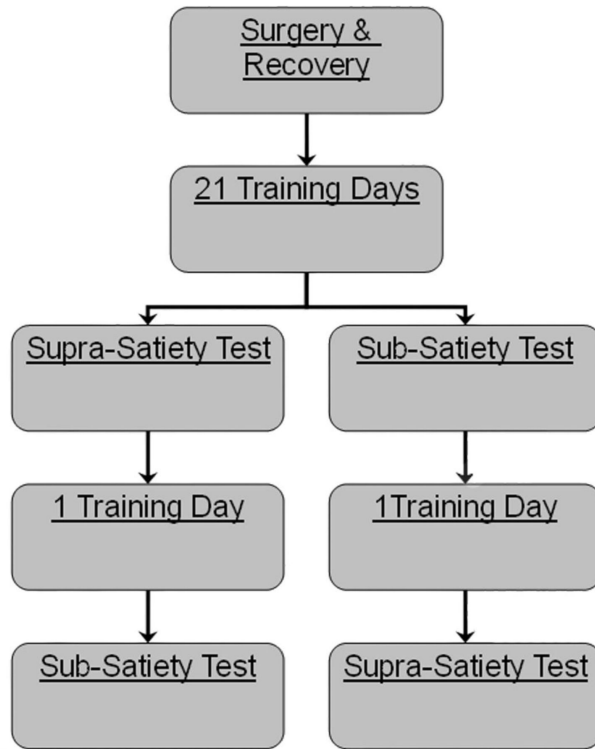 Surgery &
Recovery
21 Training Days
Supra-Satiety Test
Sub-Satiety Test
1 Training Day
1Training Day
Sub-Satiety Test
Supra-Satiety Test